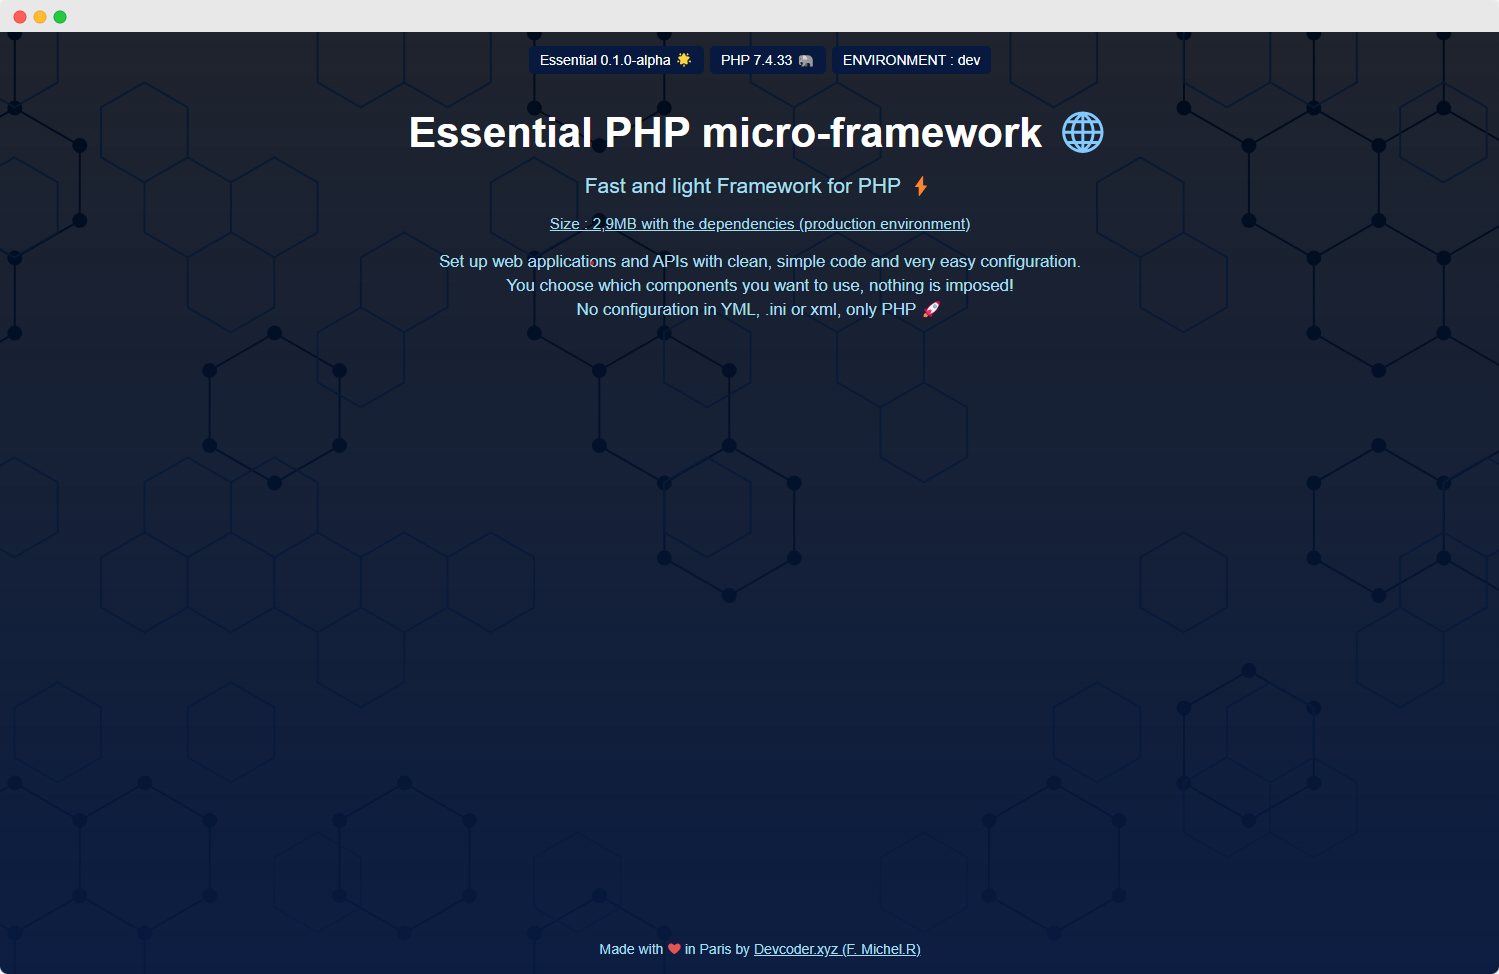 Essential 0.1.0-alpha 🌟 PHP 7.4.33 🐘 ENVIRONMENT : dev
Essential PHP micro-framework 🌐
Fast and light Framework for PHP ⚡
Size : 2,9MB with the dependencies (production environment)
Set up web applications and APIs with clean, simple code and very easy configuration.
You choose which components you want to use, nothing is imposed!
No configuration in YML, .ini or xml, only PHP 🚀
Made with ❤️ in Paris by Devcoder.xyz (F. Michel.R)